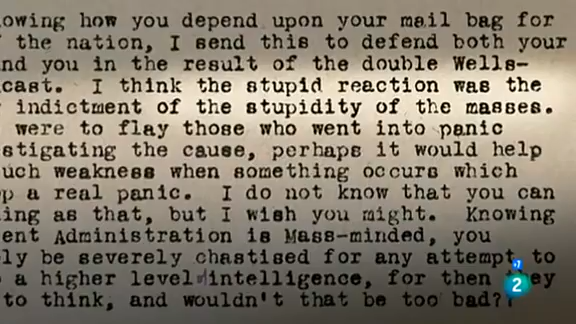 owing how you depend upon your mail bag for
the nation, I send this to defend both your
nd you in the result of the double Wells-
cast. I think the stupid reaction was the
indictment of the stupidity of the masses.
were to flay those who went into panic
stigating the cause, perhaps it would help
uch weakness when something occurs which
p a real panic. I do not know that you can
ing as that, but I wish you might. Knowing
ent Administration is Mass-minded, you
ly be severely chastised for any attempt to
a higher level intelligence, for then they
to think, and wouldn't that be too bad??
+7
2